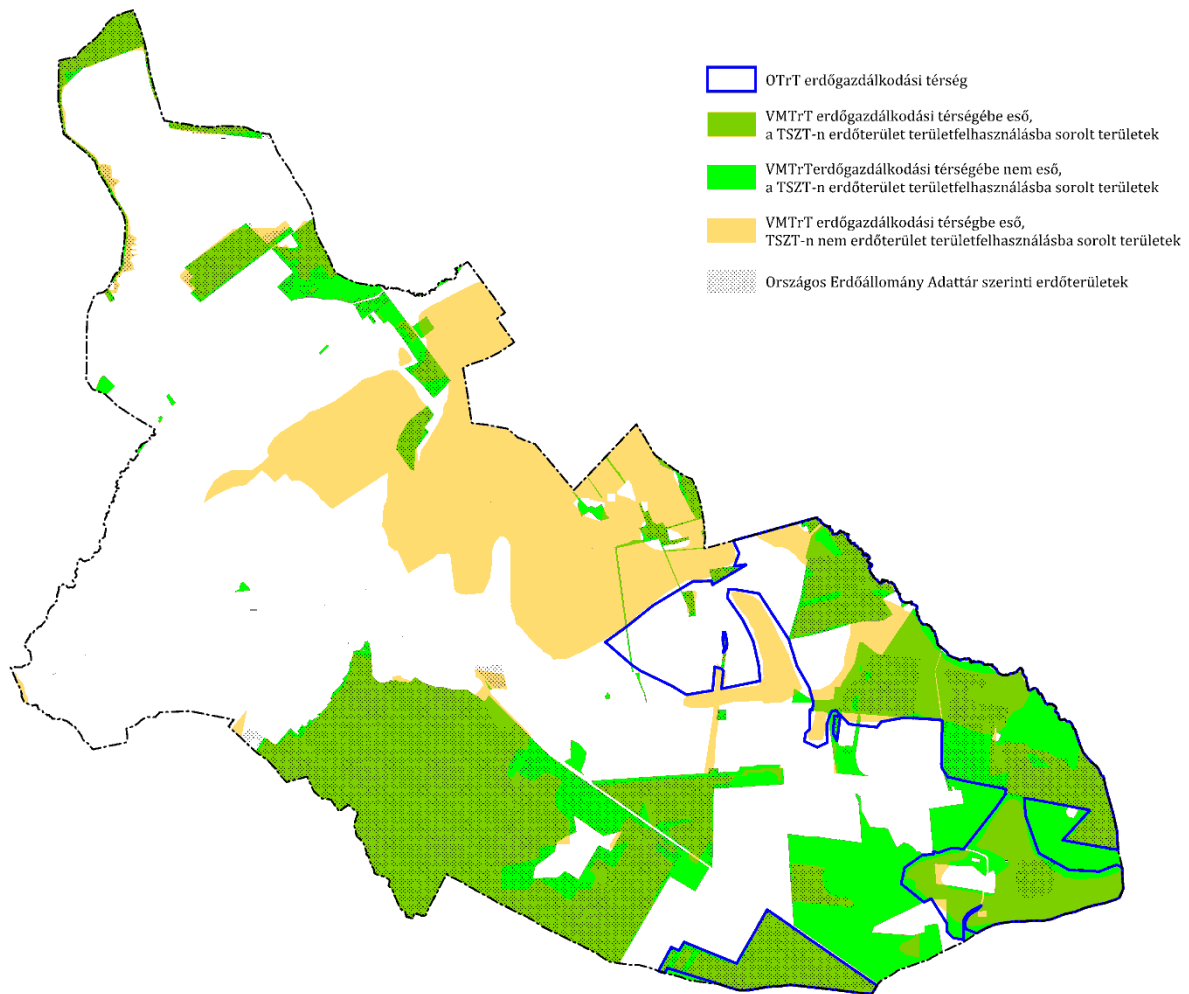 OTrT erdőgazdálkodási térség
VMTrT erdőgazdálkodási térségébe eső,
a TSZT-n erdőterület területfelhasználásba sorolt területek
VMTrTerdőgazdálkodási térségébe nem eső,
a TSZT-n erdőterület területfelhasználásba sorolt területek
VMTrT erdőgazdálkodási térségbe eső,
TSZT-n nem erdőterület területfelhasználásba sorolt területek
Országos Erdőállomány Adattár szerinti erdőterületek